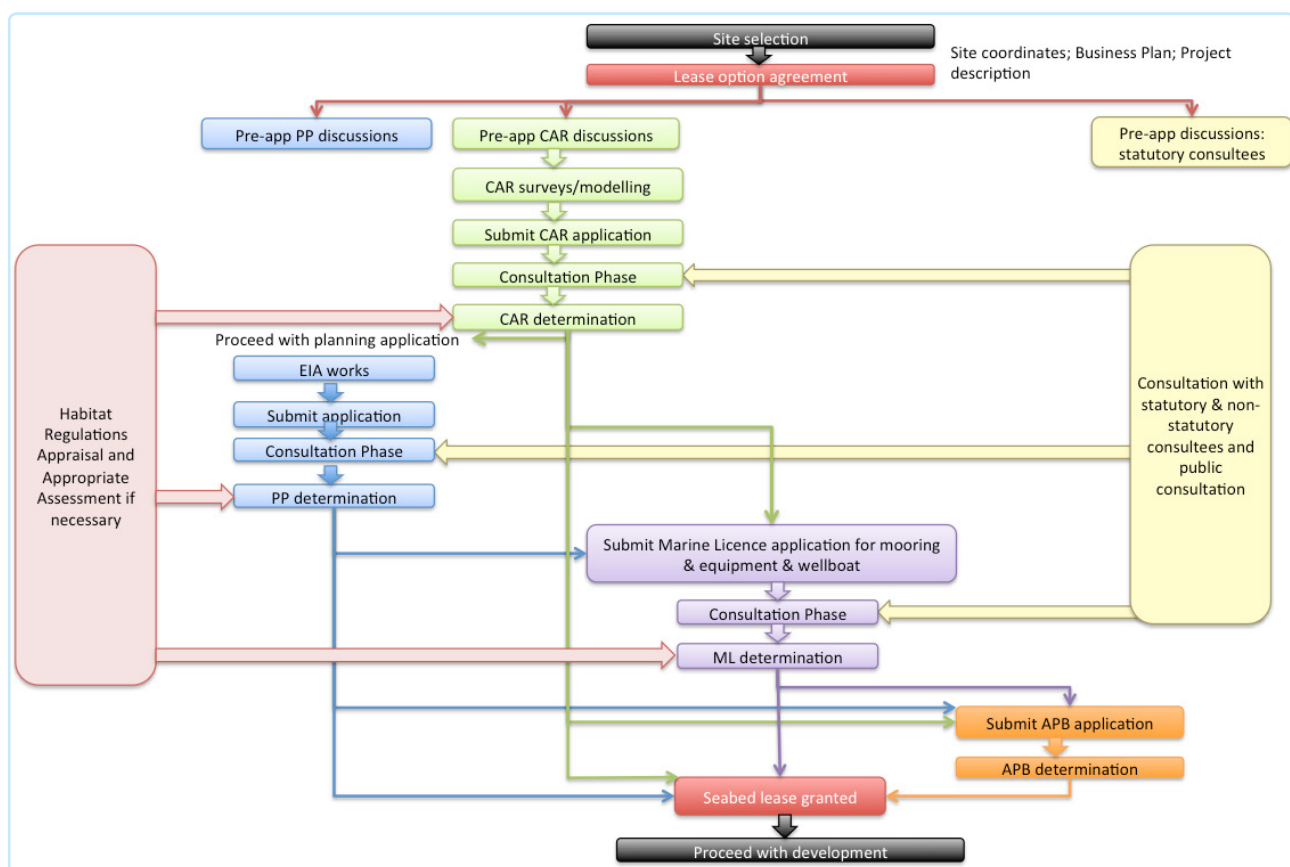 Site selection
Site coordinates; Business Plan; Project
description
Lease option agreement
Pre-app PP discussions
Pre-app CAR discussions
Pre-app discussions:
statutory consultees
CAR surveys/modelling
Submit CAR application
Consultation Phase
CAR determination
Proceed with planning application
EIA works
Submit application
Consultation Phase
PP determination
Habitat
Regulations
Appraisal and
Appropriate
Assessment if
necessary
Consultation with
statutory & non-
statutory
consultees and
public
consultation
Submit Marine Licence application for mooring
& equipment & wellboat
Consultation Phase
ML determination
Submit APB application
APB determination
Seabed lease granted
Proceed with development